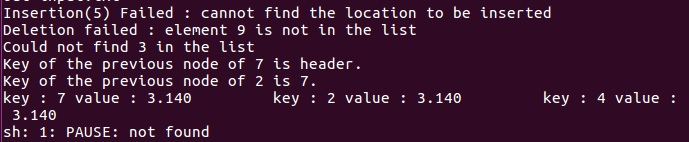 Insertion(5) Failed : cannot find the location to be inserted
Deletion failed : element 9 is not in the list
Could not find 3 in the list
Key of the previous node of 7 is header.
Key of the previous node of 2 is 7.
key : 7 value : 3.140          key : 2 value : 3.140          key : 4 value :
 3.140
sh: 1: PAUSE: not found